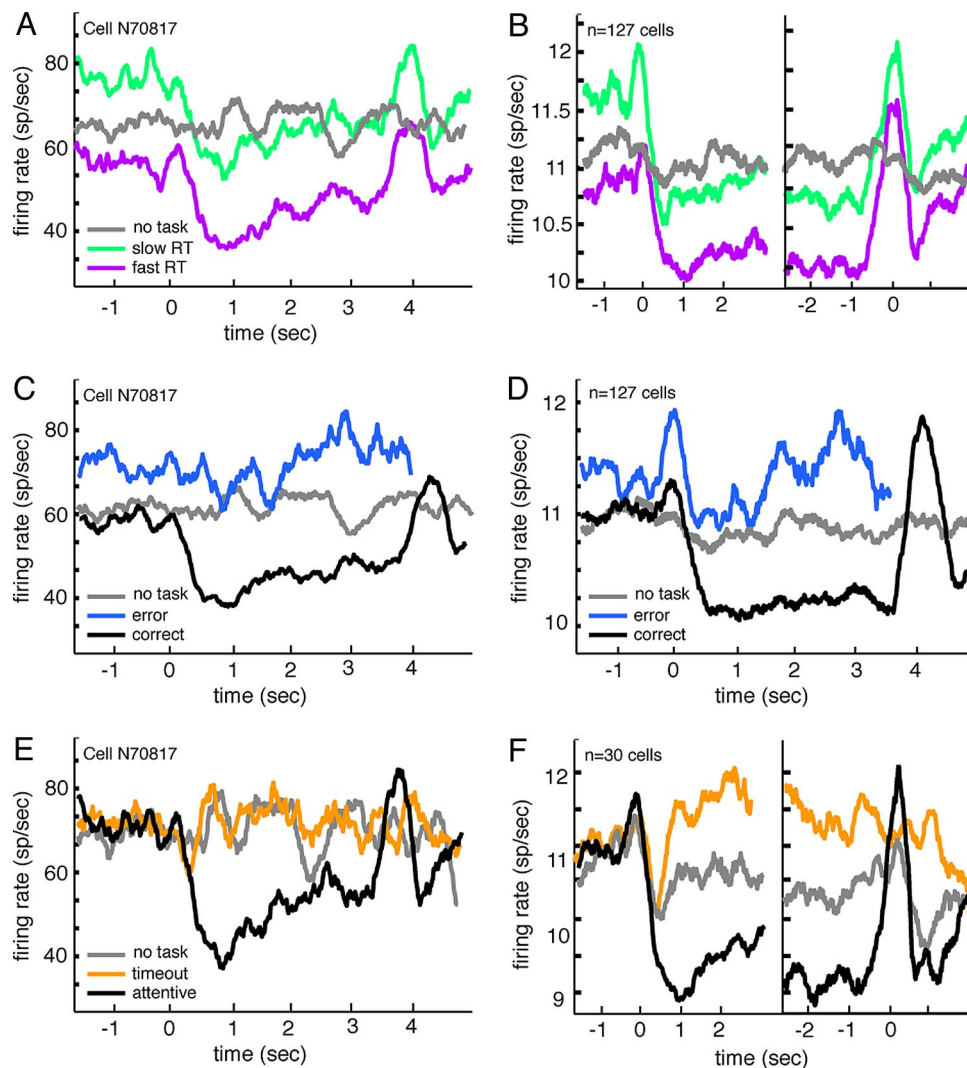 A
Cell N70817
firing rate (sp/sec)
80
60
40
no task
slow RT
fast RT
-1 0 1 2 3 4
time (sec)
B
n=127 cells
firing rate (sp/sec)
12
11.5
11
10.5
10
-1 0 1 2
-2 -1 0 1
C
Cell N70817
firing rate (sp/sec)
80
60
40
no task
error
correct
-1 0 1 2 3 4
time (sec)
D
n=127 cells
firing rate (sp/sec)
12
11
10
no task
error
correct
-1 0 1 2 4
time (sec)
E
Cell N70817
firing rate (sp/sec)
80
60
40
no task
timeout
attentive
-1 0 1 2 3 4
time (sec)
F
n=30 cells
firing rate (sp/sec)
12
11
10
9
-1 0 1 2
-2 -1 0 1
time (sec)